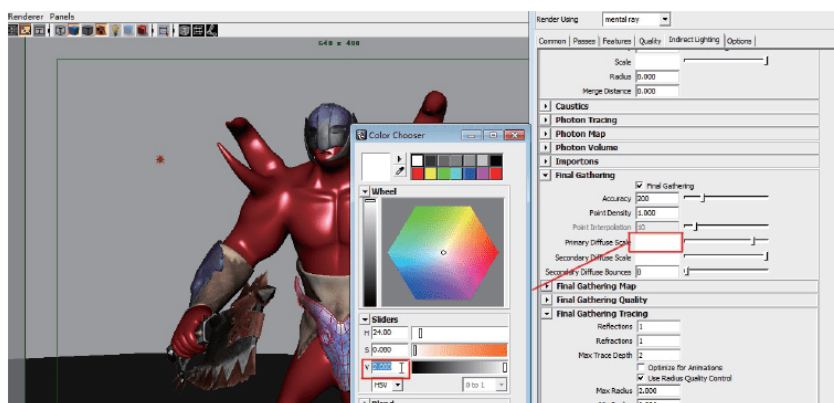 Renderer Panels
640 x 480
Color Chooser
Wheel
Sliders
H 24.00
S 0.000
V 2.000
HSV 0 to 1
Blend
Render Using mental ray
Common Passes Features Quality Indirect Lighting Options
Scale
Radius 0.000
Merge Distance 0.000
Caustics
Photon Tracing
Photon Map
Photon Volume
Importons
Final Gathering
Final Gathering
Accuracy 200
Point Density 1.000
Point Interpolation 10
Primary Diffuse Scale
Secondary Diffuse Scale
Secondary Diffuse Bounces 0
Final Gathering Map
Final Gathering Quality
Final Gathering Tracing
Reflections 1
Refractions 1
Max Trace Depth 2
Optimize for Animations
Use Radius Quality Control
Max Radius 2.000